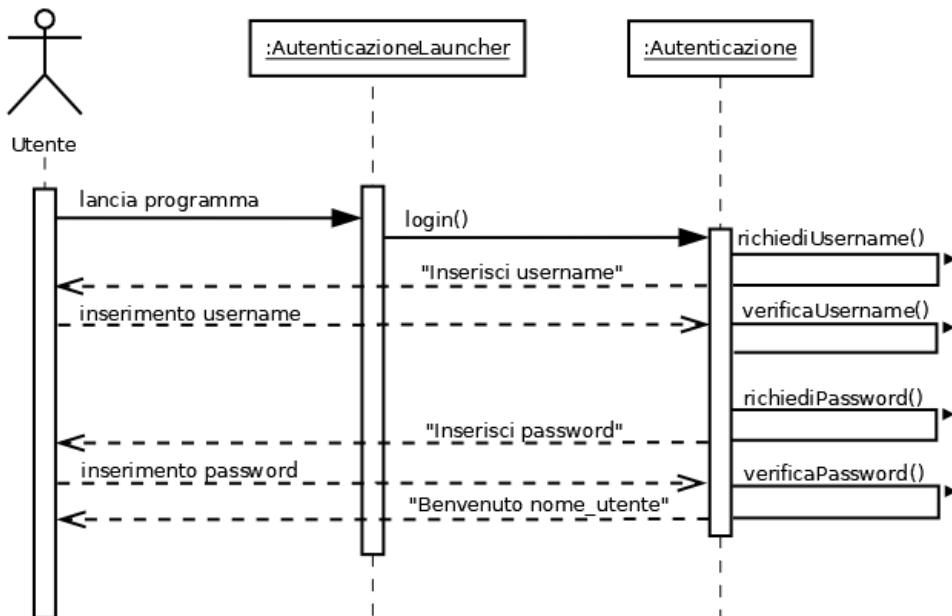 :AutenticazioneLauncher
:Autenticazione
Utente
lancia programma
login()
richiediUsername()
"Inserisci username"
inserimento username
verificaUsername()
richiediPassword()
"Inserisci password"
inserimento password
verificaPassword()
"Benvenuto nome_utente"